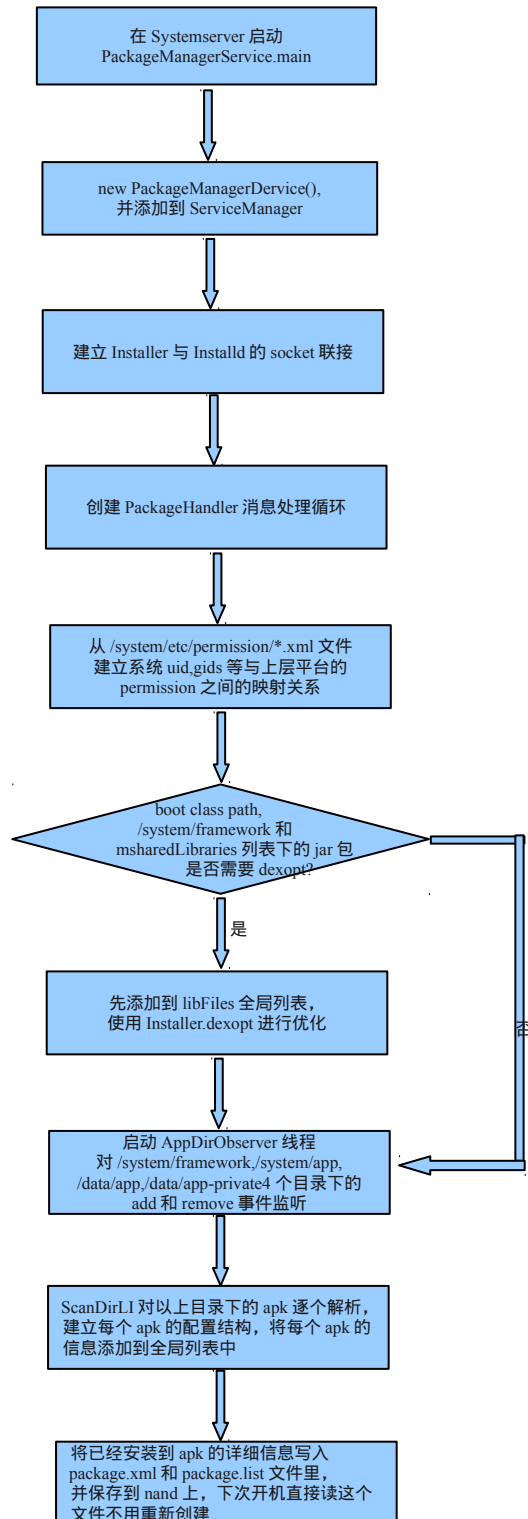 在 Systemserver 启动
PackageManagerService.main
new PackageManagerDervice(),
并添加到 ServiceManager
建立 Installer 与 Installd 的 socket 联接
创建 PackageHandler 消息处理循环
从 /system/etc/permission/*.xml 文件
建立系统 uid,gids 等与上层平台的
permission 之间的映射关系
boot class path,
/system/framework 和
msharedLibraries 列表下的 jar 包
是否需要 dexopt?
是
否
先添加到 libFiles 全局列表，
使用 Installer.dexopt 进行优化
启动 AppDirObserver 线程
对 /system/framework,/system/app,
/data/app,/data/app-private4 个目录下的
add 和 remove 事件监听
ScanDirLI 对以上目录下的 apk 逐个解析，
建立每个 apk 的配置结构，将每个 apk 的
信息添加到全局列表中
将已经安装到 apk 的详细信息写入
package.xml 和 package.list 文件里，
并保存到 nand 上，下次开机直接读这个
文件不用重新创建